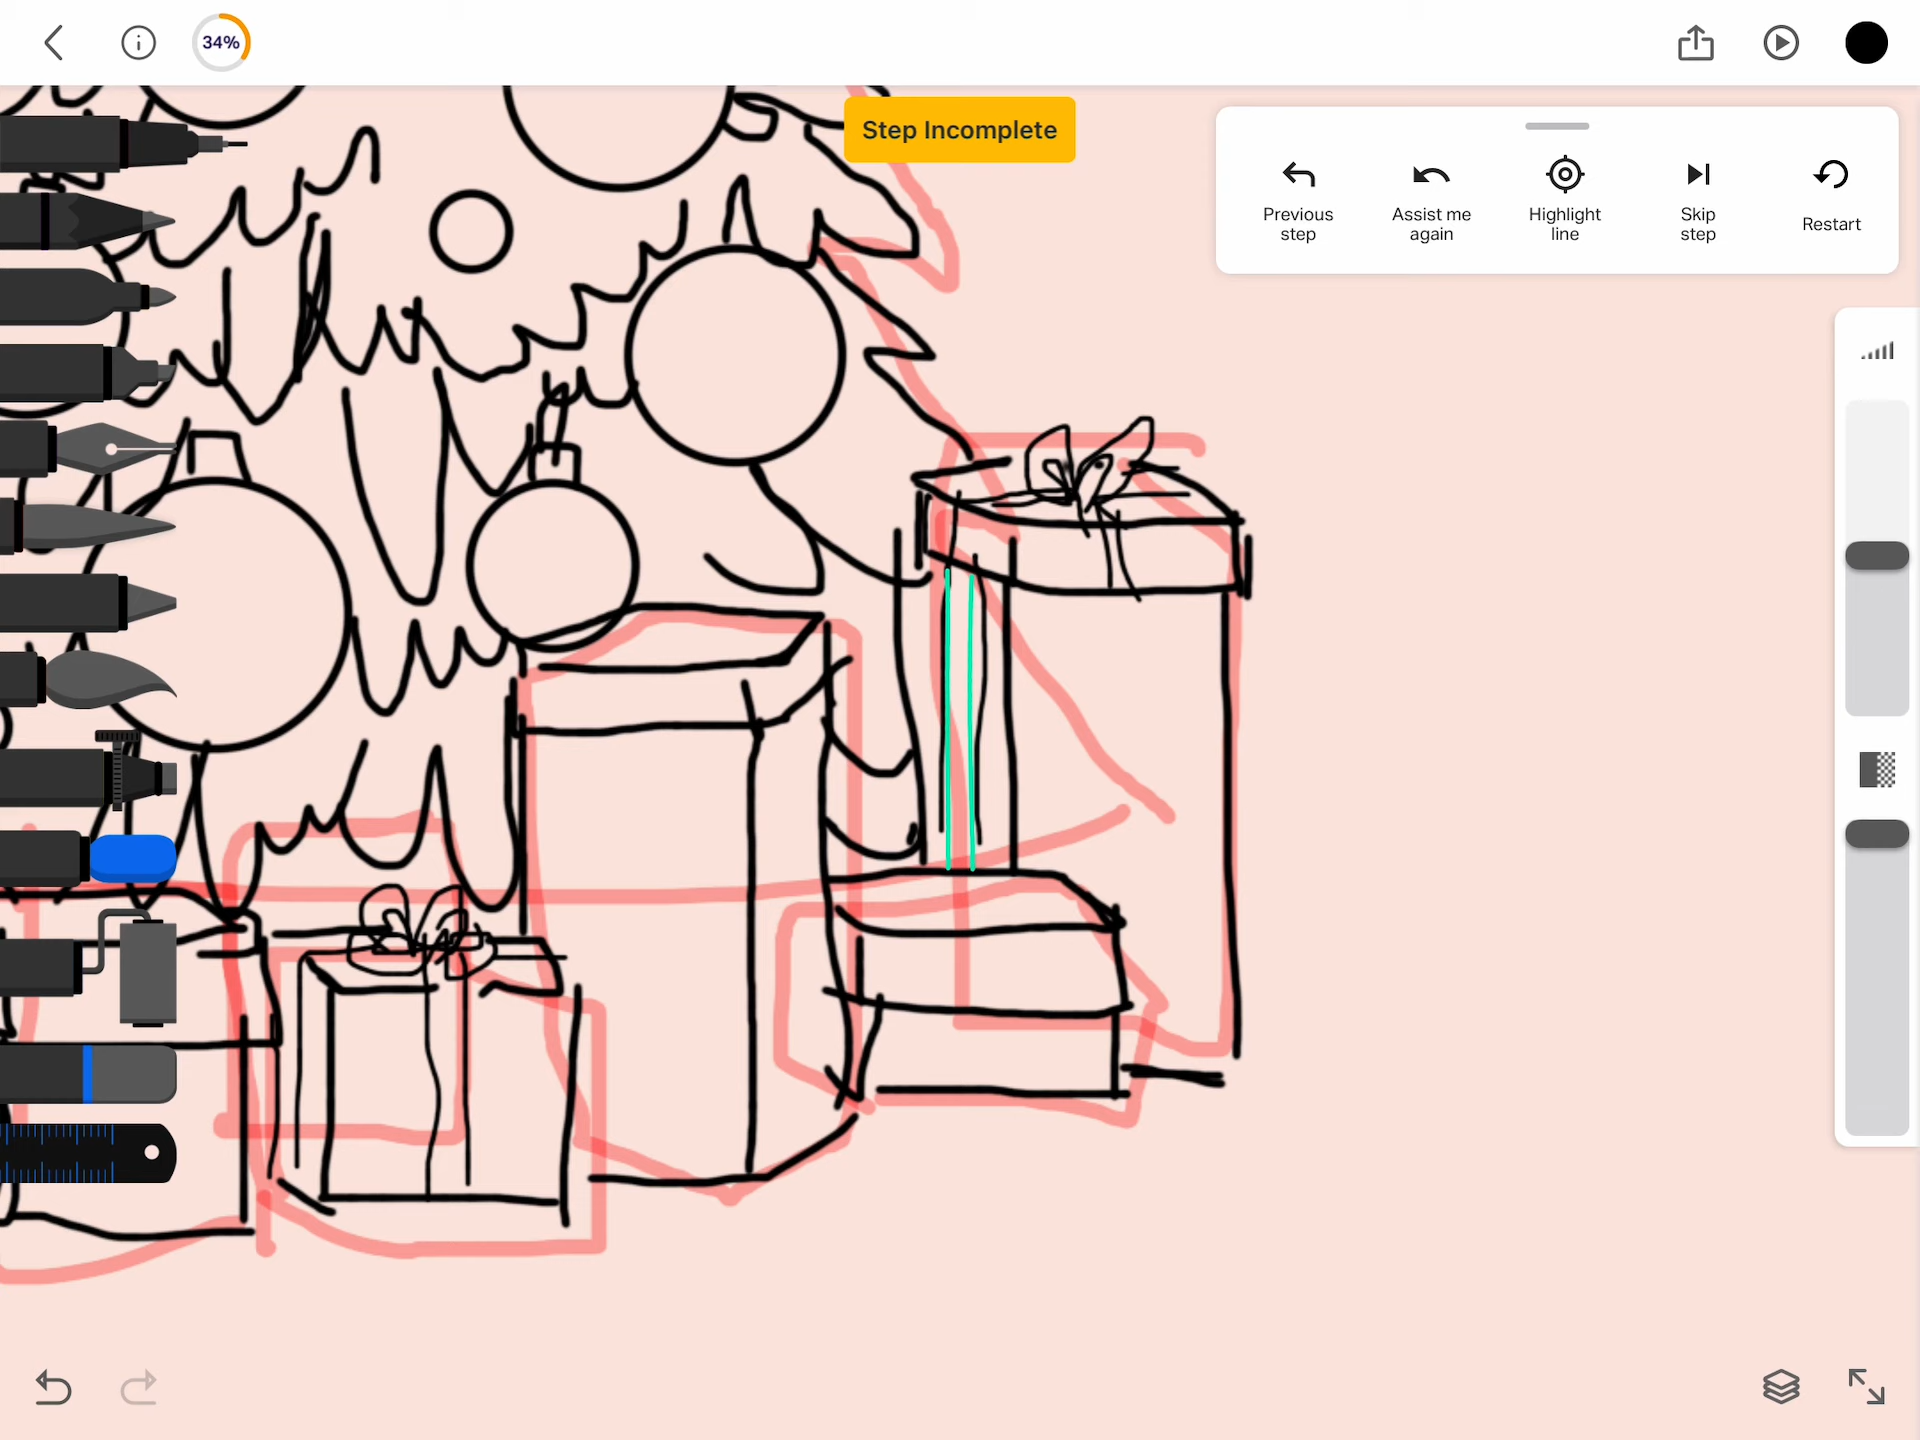 34%
Step Incomplete
Previous
step
Assist me
again
Highlight
line
Skip
step
Restart